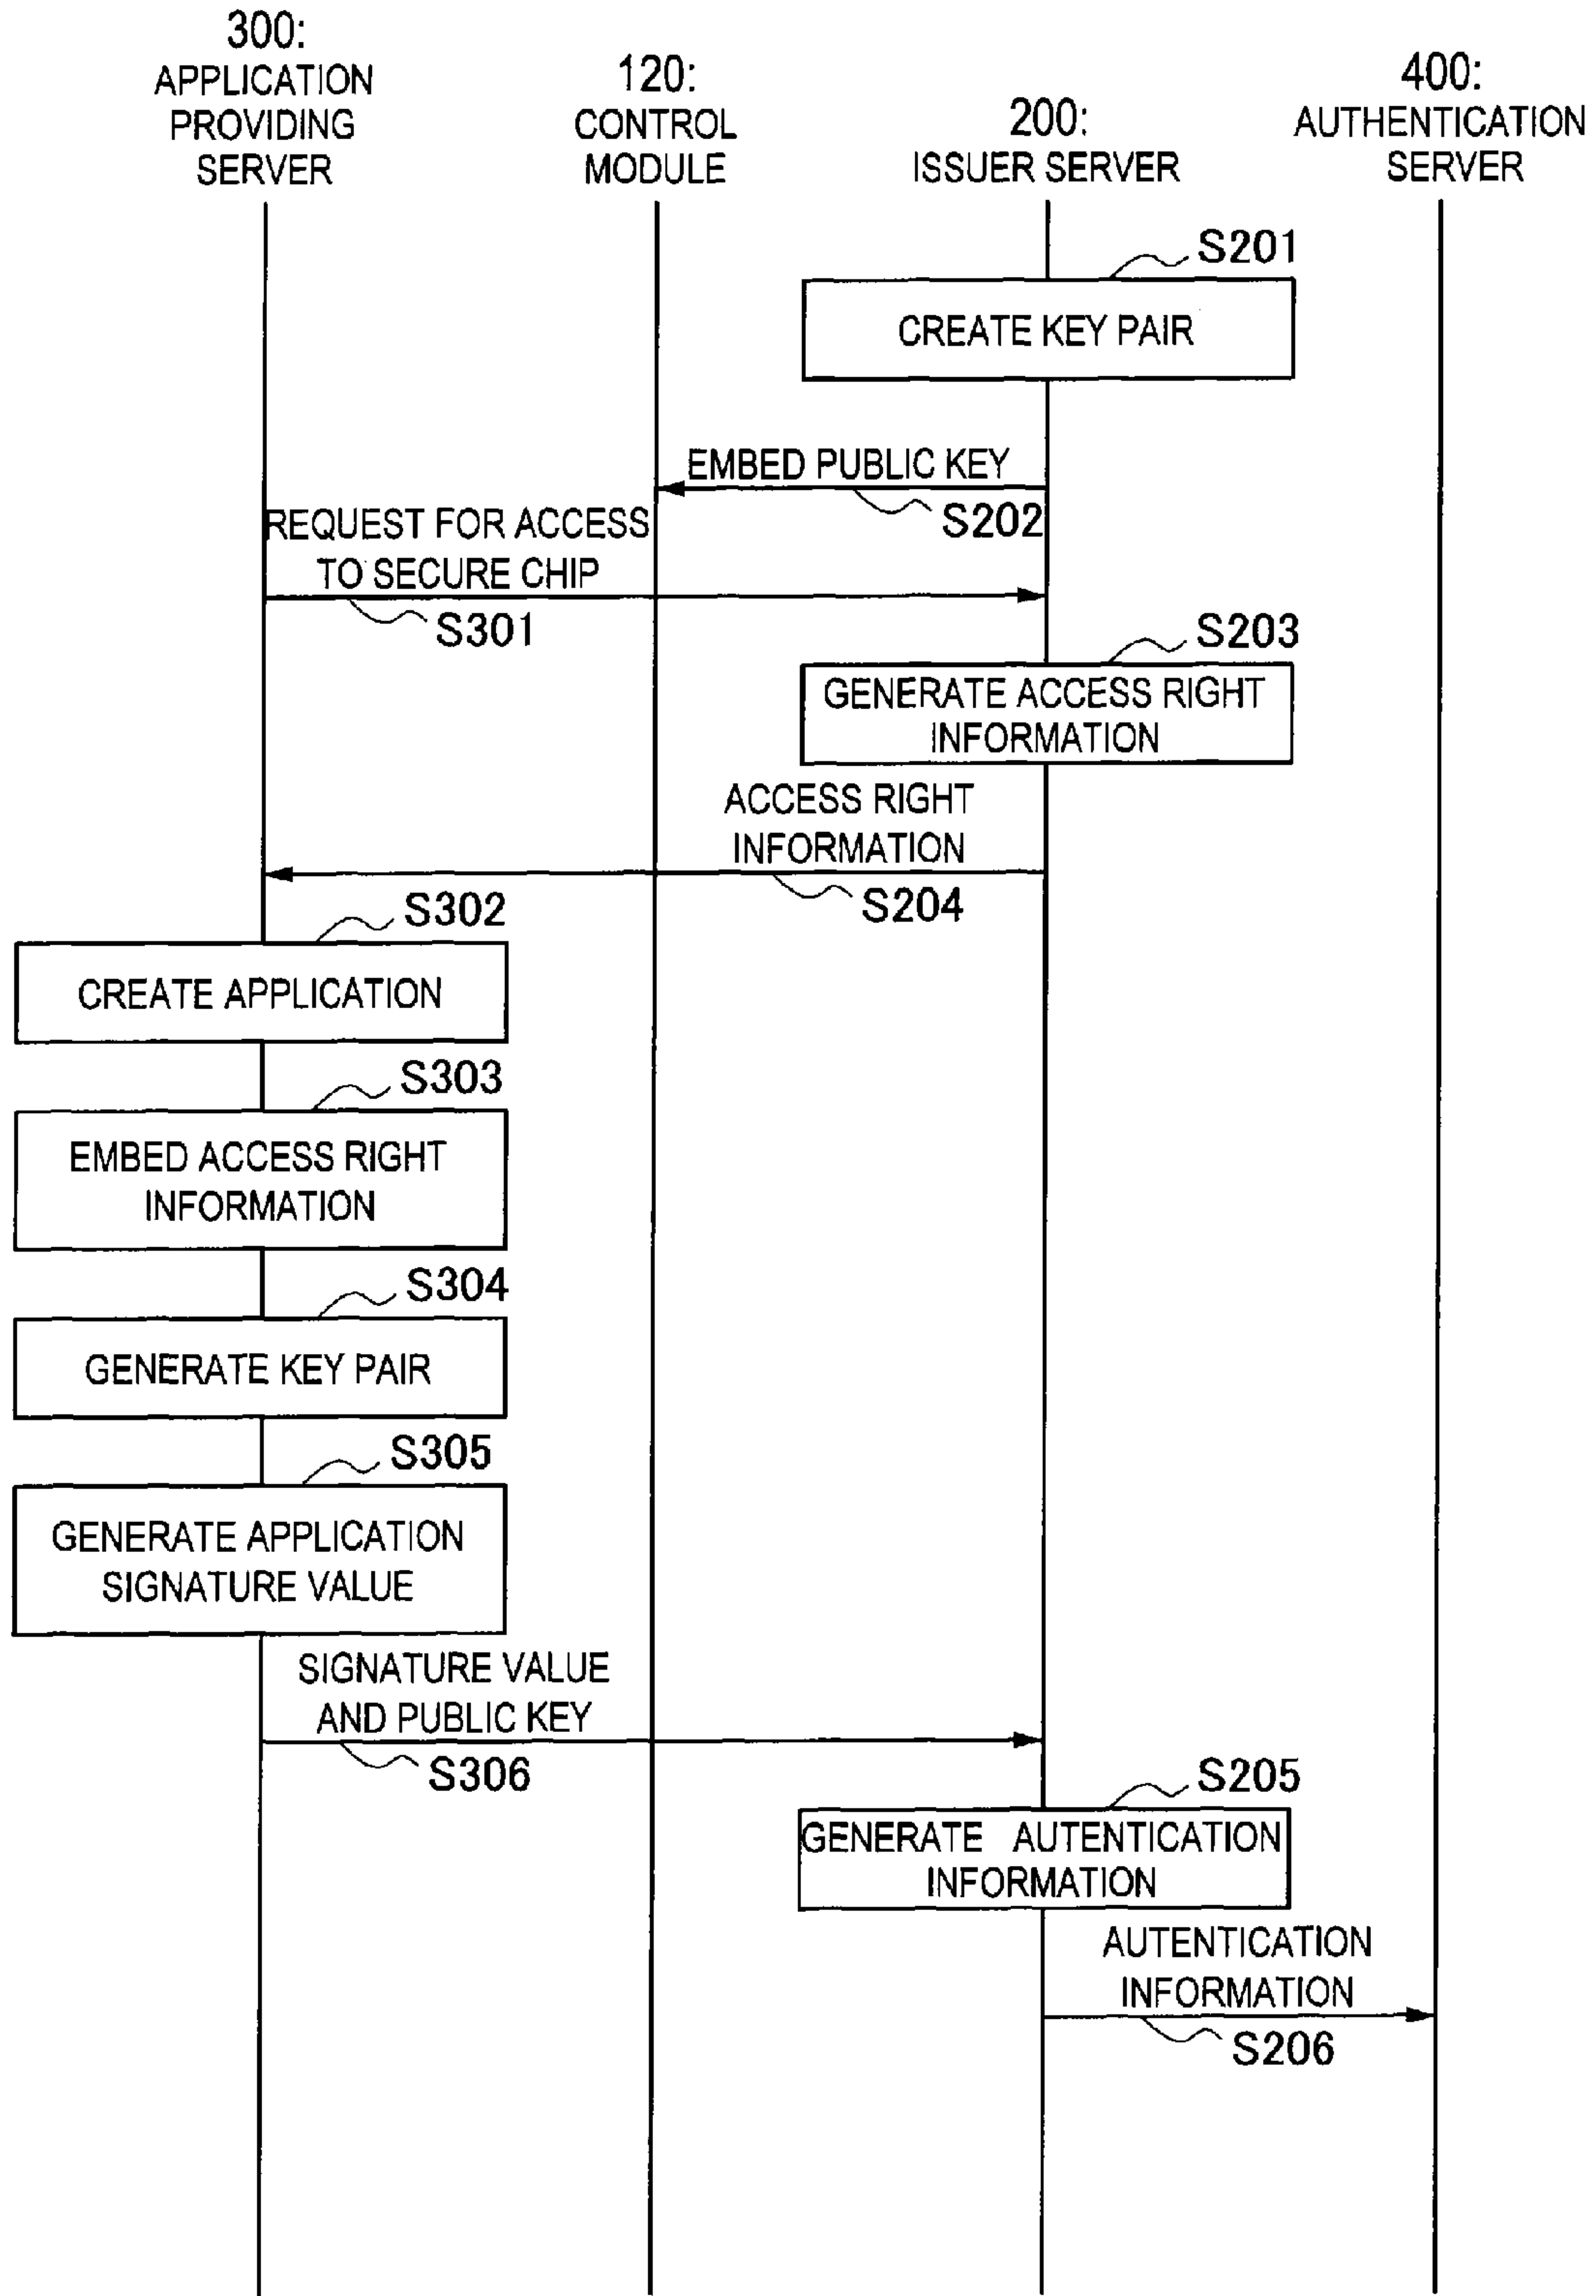 300:
APPLICATION
PROVIDING
SERVER
120:
CONTROL
MODULE
200:
ISSUER SERVER
400:
AUTHENTICATION
SERVER
S201
CREATE KEY PAIR
EMBED PUBLIC KEY
S202
REQUEST FOR ACCESS
TO SECURE CHIP
S301
S203
GENERATE ACCESS RIGHT
INFORMATION
ACCESS RIGHT
INFORMATION
S204
S302
CREATE APPLICATION
S303
EMBED ACCESS RIGHT
INFORMATION
S304
GENERATE KEY PAIR
S305
GENERATE APPLICATION
SIGNATURE VALUE
SIGNATURE VALUE
AND PUBLIC KEY
S306
S205
GENERATE AUTENTICATION
INFORMATION
AUTENTICATION
INFORMATION
S206